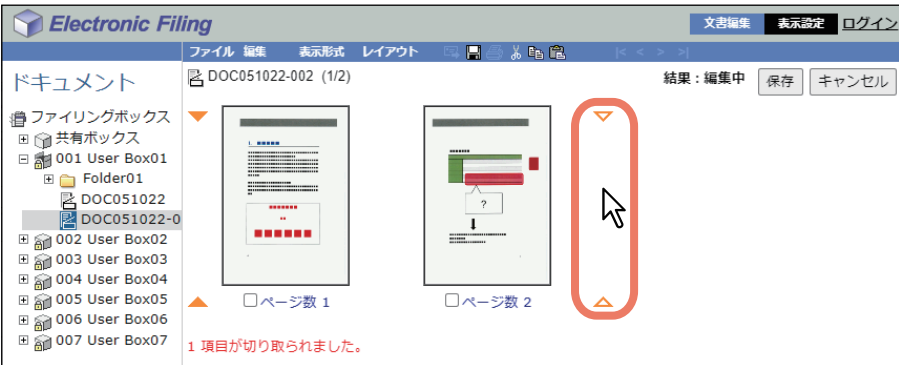 Electronic Filing
文書編集 表示設定 ログイン
ファイル 編集 表示形式 レイアウト |< < > >|
ドキュメント
DOC051022-002 (1/2)
結果：編集中 保存 キャンセル
ファイリングボックス
共有ボックス
001 User Box01
Folder01
DOC051022
DOC051022-0
002 User Box02
003 User Box03
004 User Box04
005 User Box05
006 User Box06
007 User Box07
?
ページ数 1
ページ数 2
1 項目が切り取られました。